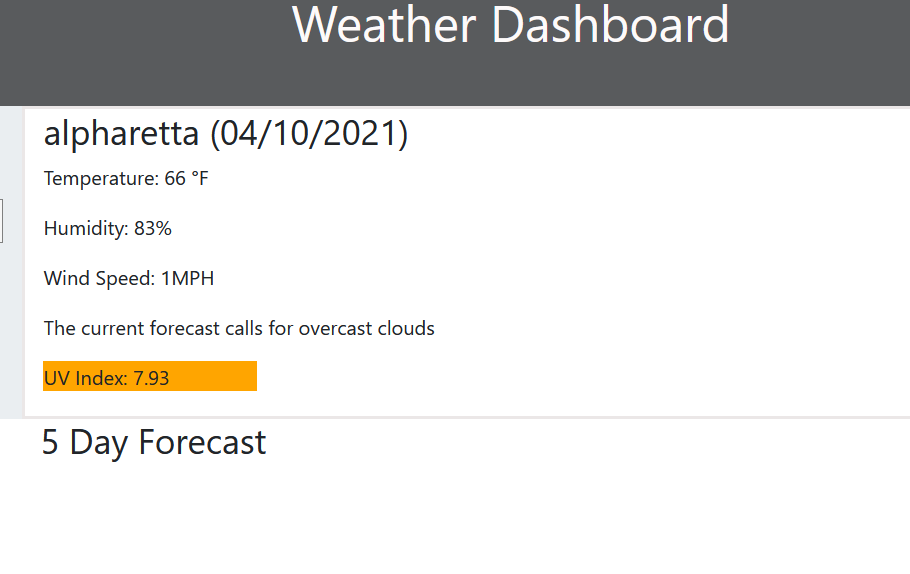 Weather Dashboard
alpharetta (04/10/2021)
Temperature: 66 °F
Humidity: 83%
Wind Speed: 1MPH
The current forecast calls for overcast clouds
UV Index: 7.93
5 Day Forecast